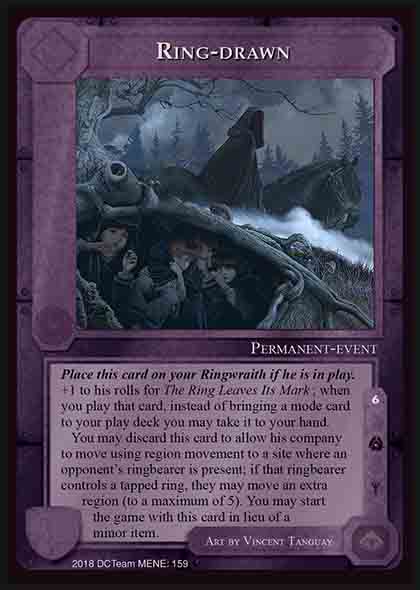 Ring-drawn
Permanent-event
Place this card on your Ringwraith if he is in play.
+1 to his rolls for The Ring Leaves Its Mark; when
you play that card, instead of bringing a mode card
to your play deck you may take it to your hand.
You may discard this card to allow his company
to move using region movement to a site where an
opponent's ringbearer is present; if that ringbearer
controls a tapped ring, they may move an extra
region (to a maximum of 5). You may start
the game with this card in lieu of a
minor item.
6
Art by Vincent Tanguay
2018 DCTeam MENE: 159